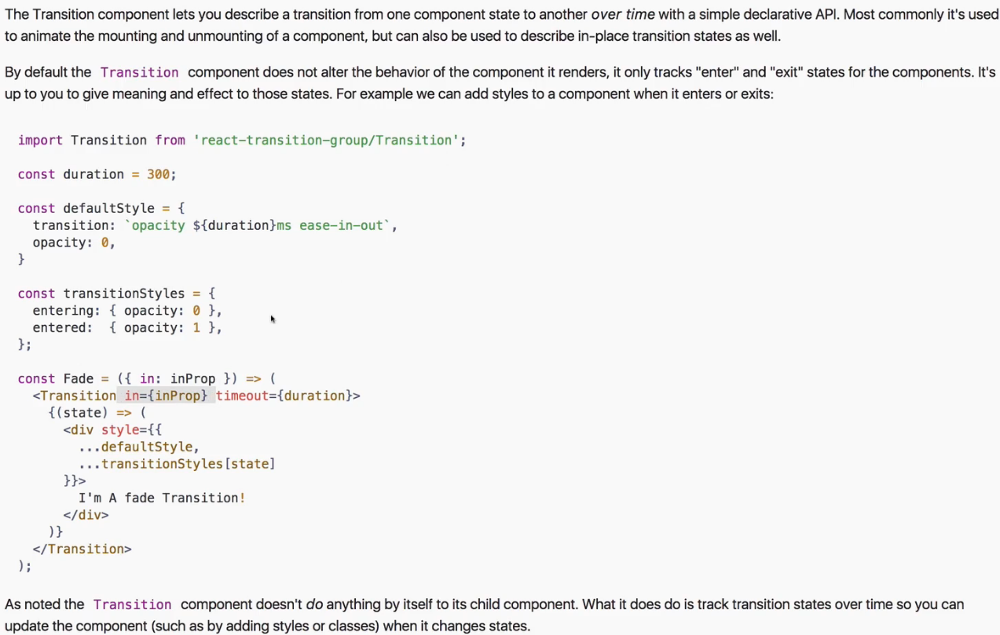 The Transition component lets you describe a transition from one component state to another over time with a simple declarative API. Most commonly it's used
to animate the mounting and unmounting of a component, but can also be used to describe in-place transition states as well.
By default the Transition component does not alter the behavior of the component it renders, it only tracks "enter" and "exit" states for the components. It's
up to you to give meaning and effect to those states. For example we can add styles to a component when it enters or exits:
import Transition from 'react-transition-group/Transition';
const duration = 300;
const defaultStyle = {
  transition: `opacity ${duration}ms ease-in-out`,
  opacity: 0,
}
const transitionStyles = {
  entering: { opacity: 0 },
  entered:  { opacity: 1 },
};
const Fade = ({ in: inProp }) => (
  <Transition in={inProp} timeout={duration}>
    {(state) => (
      <div style={{
        ...defaultStyle,
        ...transitionStyles[state]
      }}>
        I'm A fade Transition!
      </div>
    )}
  </Transition>
);
As noted the Transition component doesn't do anything by itself to its child component. What it does do is track transition states over time so you can
update the component (such as by adding styles or classes) when it changes states.